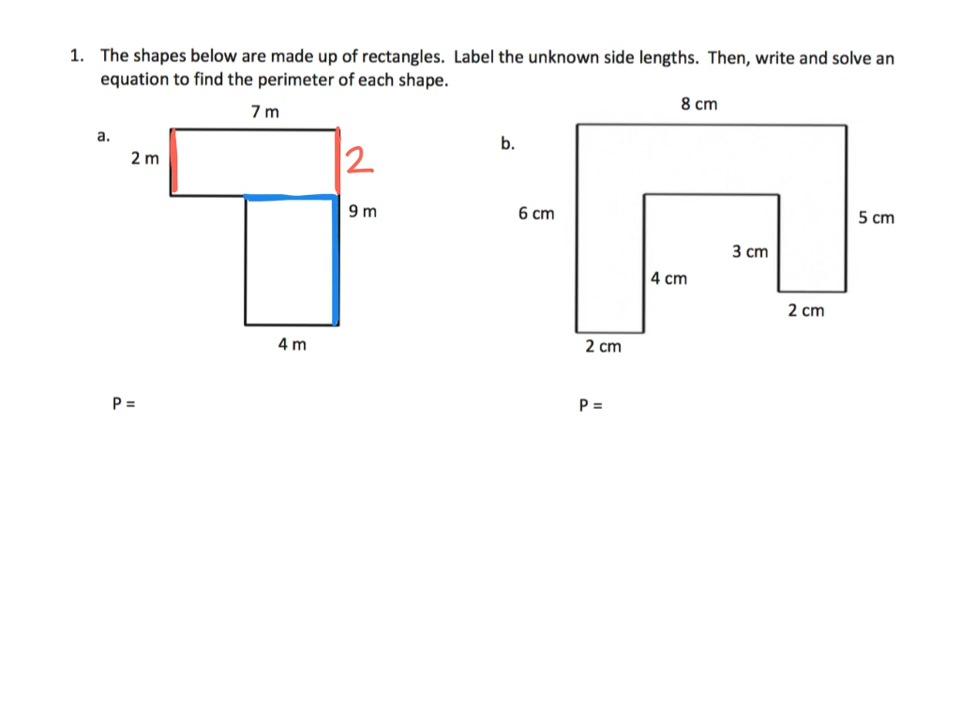 1. The shapes below are made up of rectangles. Label the unknown side lengths. Then, write and solve an
equation to find the perimeter of each shape.
7 m
8 cm
a.
b.
2 m
2
9 m
6 cm
5 cm
3 cm
4 cm
2 cm
4 m
2 cm
P =
P =